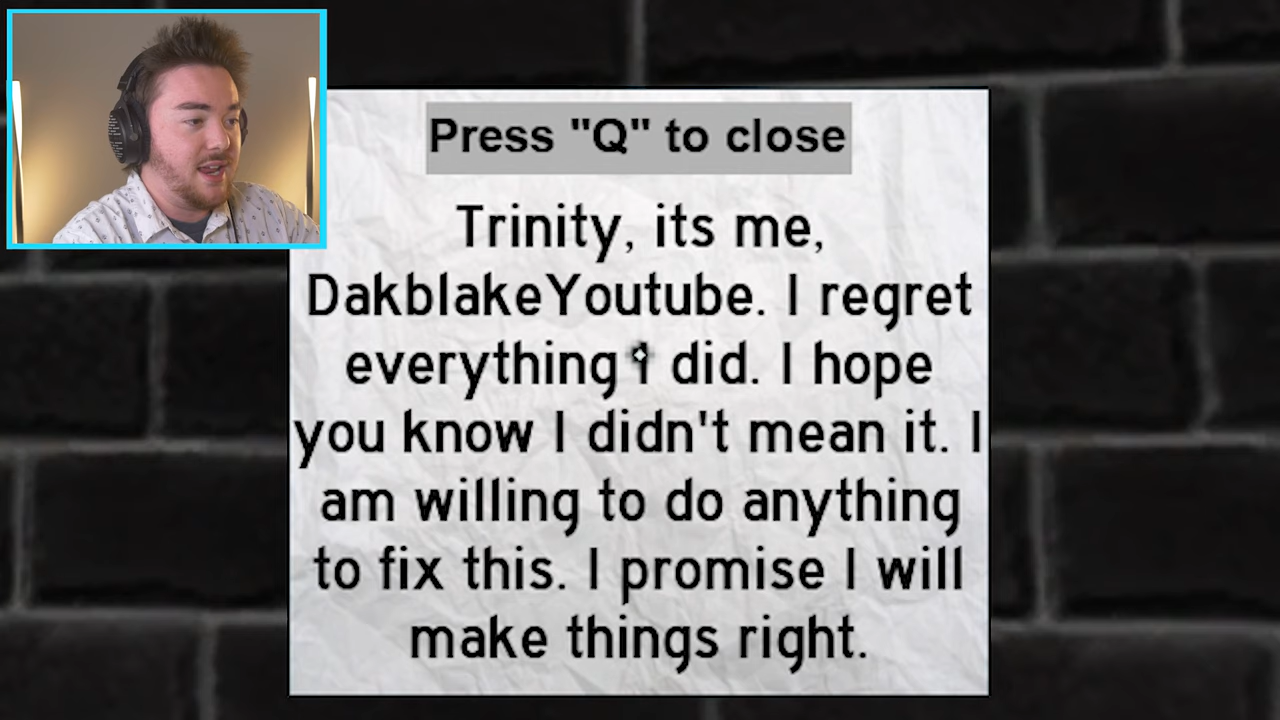 Press "Q" to close
Trinity, its me,
DakblakeYoutube. I regret
everything I did. I hope
you know I didn't mean it. I
am willing to do anything
to fix this. I promise I will
make things right.